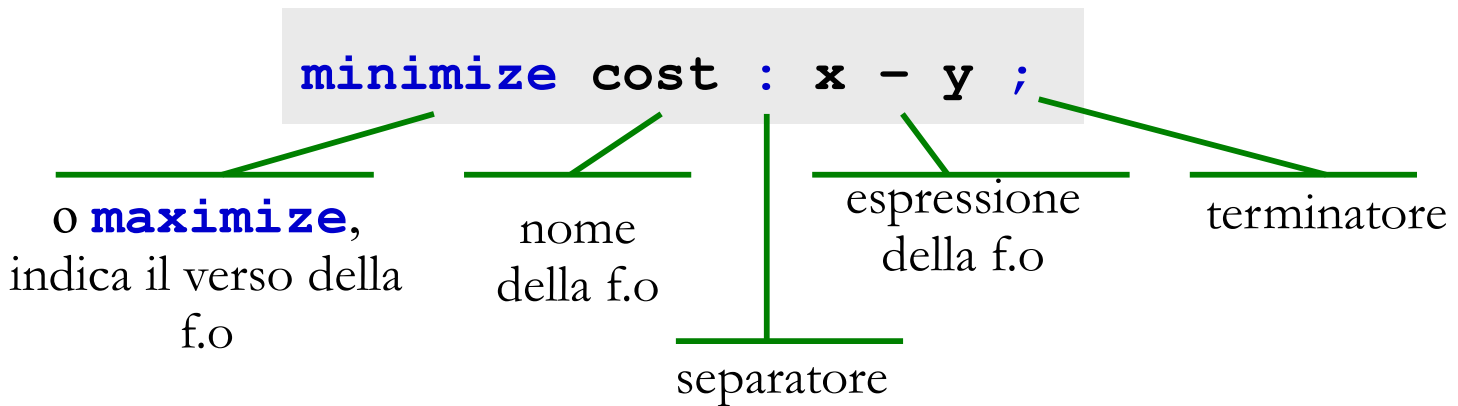 minimize cost : x - y ;
o maximize,
indica il verso della
f.o
nome
della f.o
separatore
espressione
della f.o
terminatore